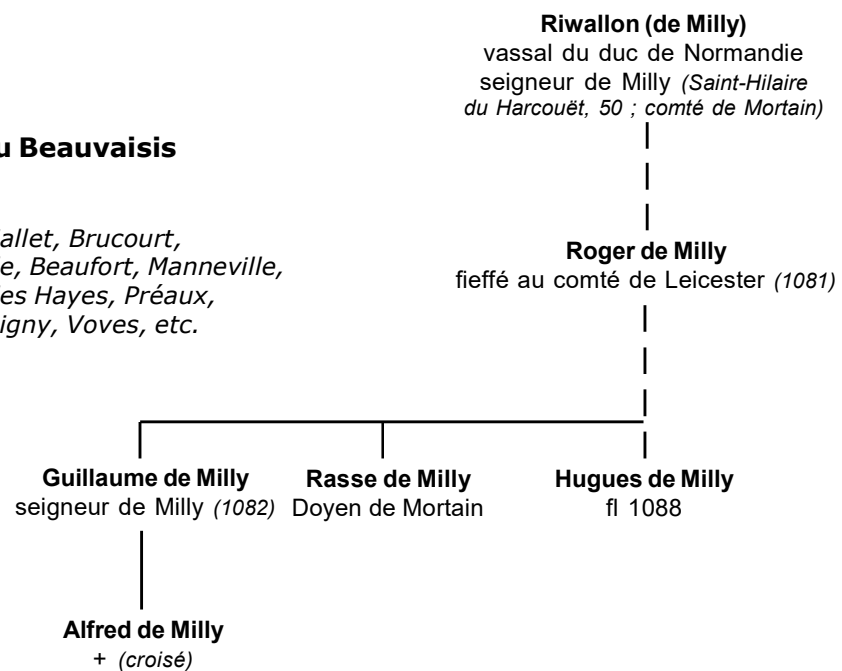 Riwallon (de Milly)
vassal du duc de Normandie
seigneur de Milly (Saint-Hilaire
du Harcouët, 50 ; comté de Mortain)
Beauvaisis
Brucourt,
Beaufort, Manneville,
Hayes, Préaux,
Voves, etc.
Roger de Milly
fieffé au comté de Leicester (1081)
Guillaume de Milly
seigneur de Milly (1082)
Rasse de Milly
Doyen de Mortain
Hugues de Milly
fl 1088
Alfred de Milly
+ (croisé)